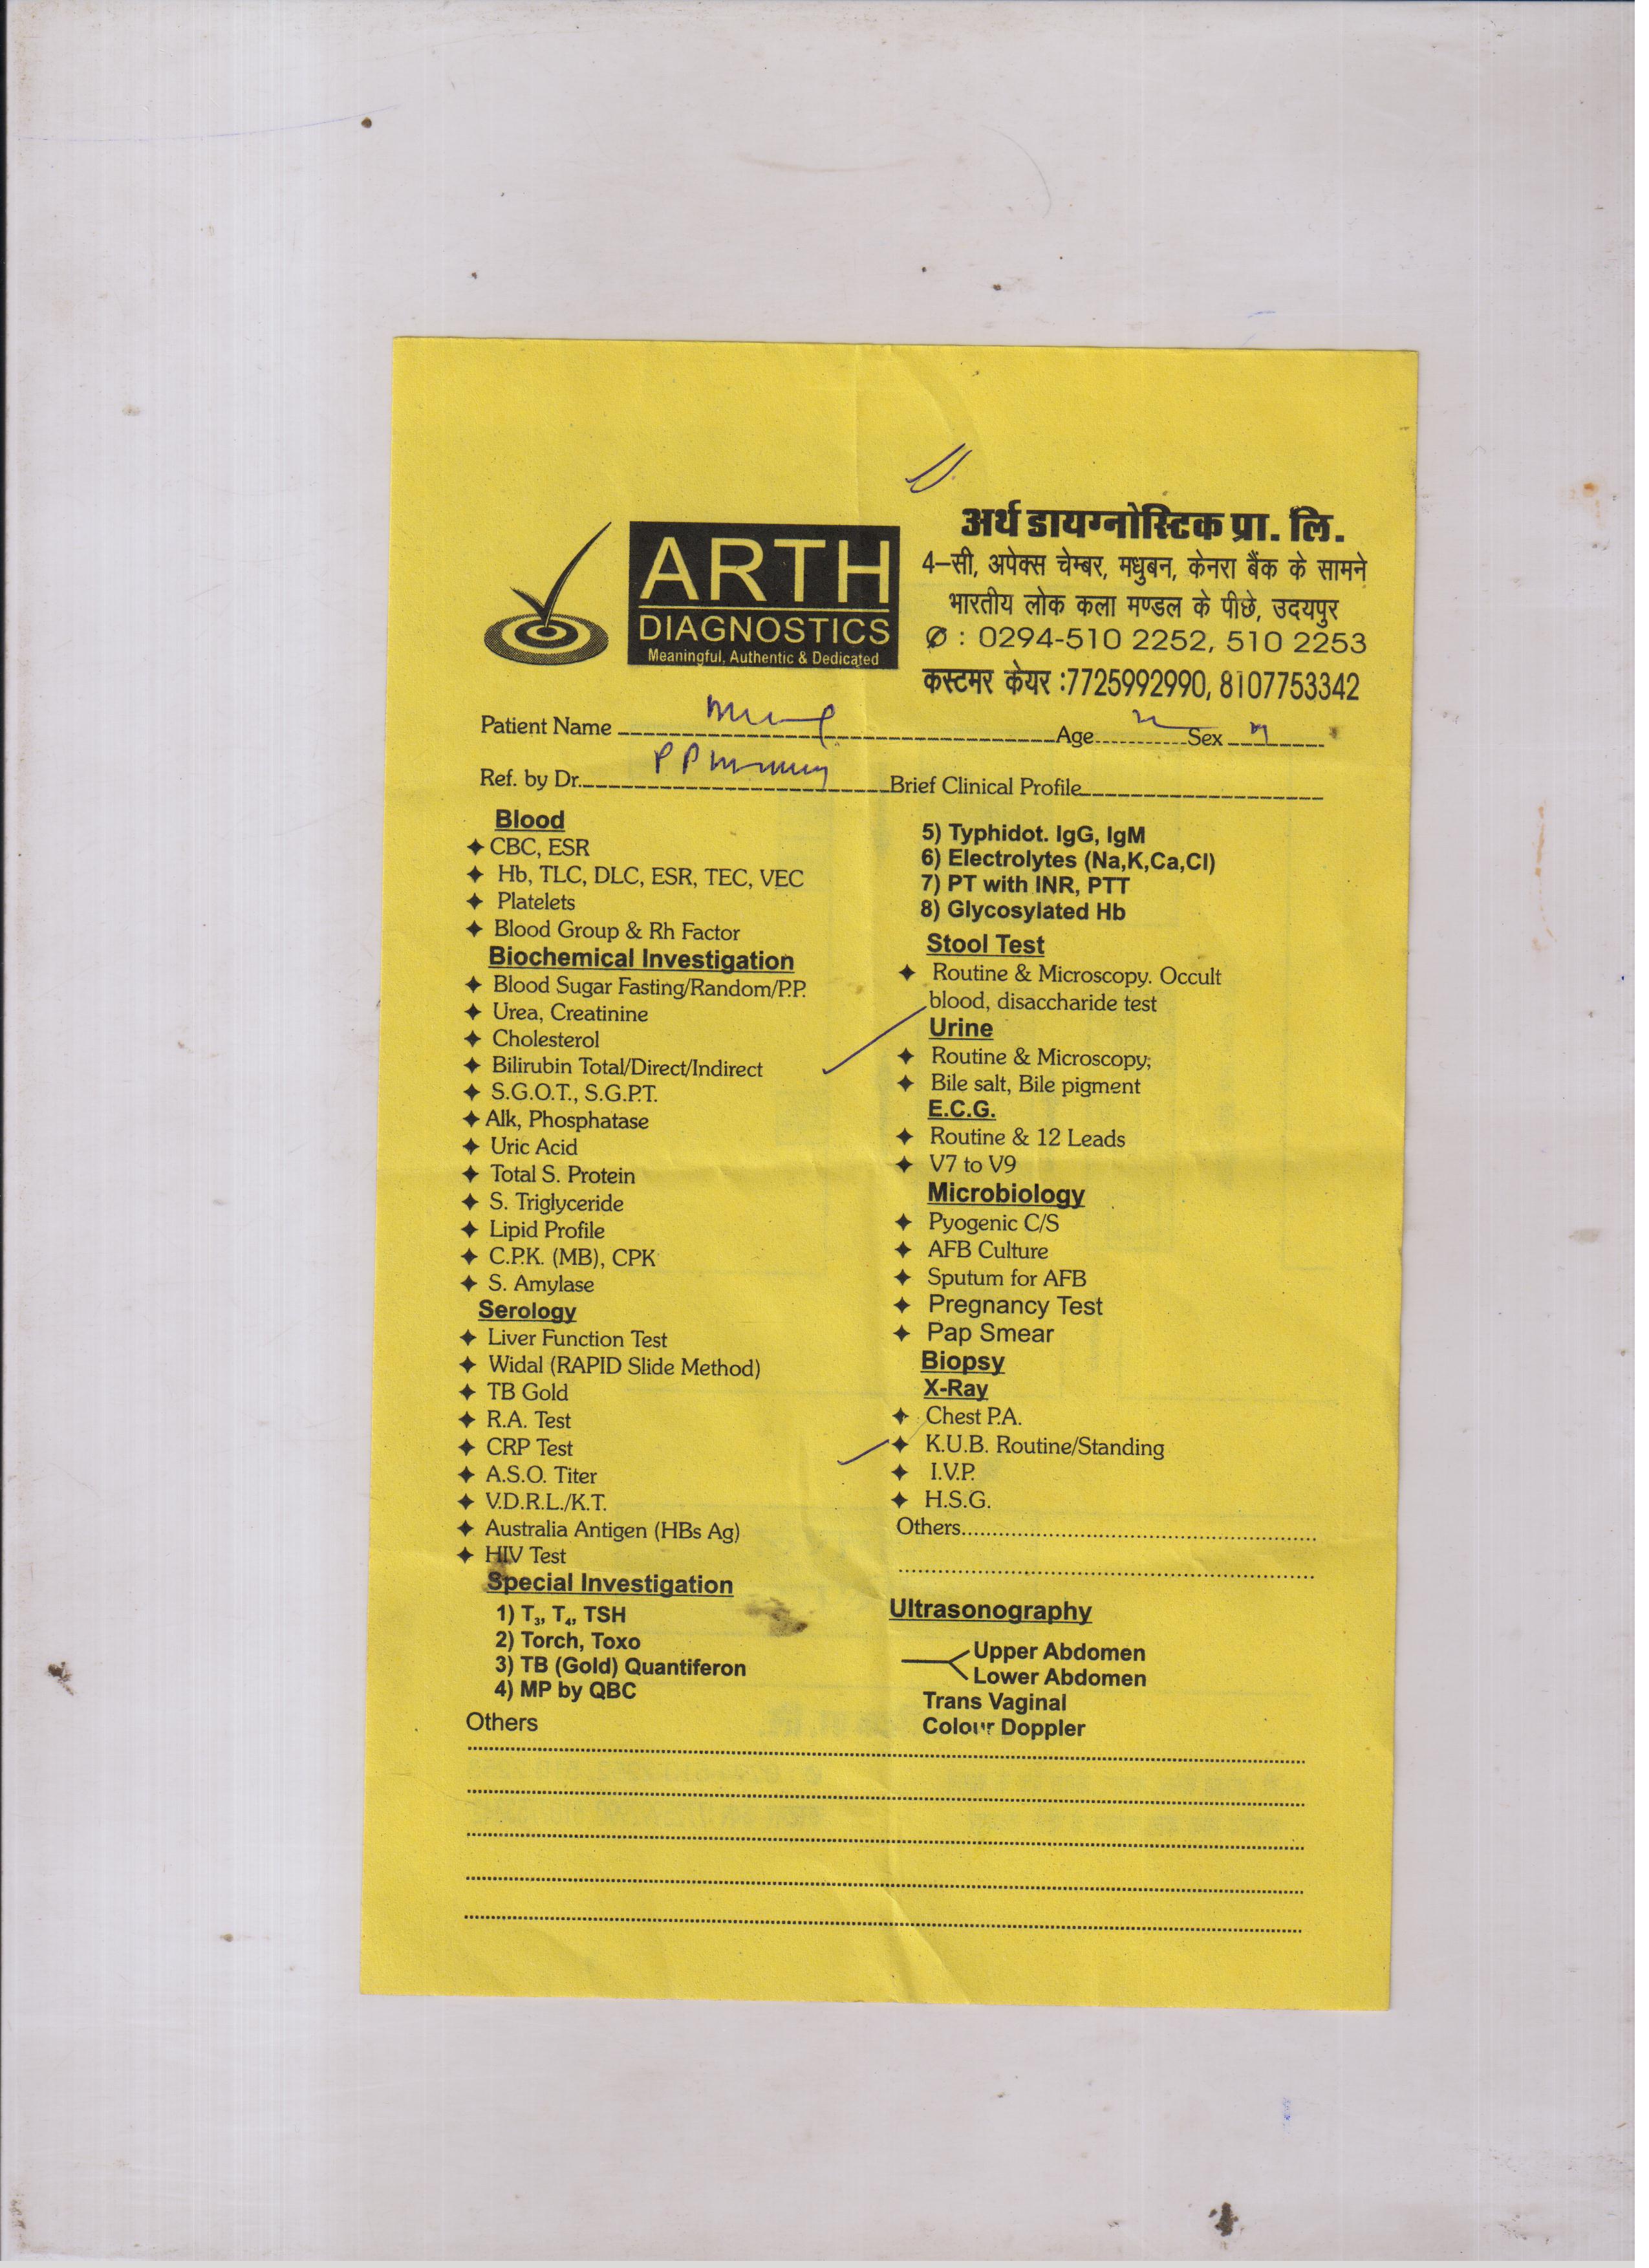 ARTH
DIAGNOSTICS
Meaningful, Authentic & Dedicated
अर्थ डायग्नोस्टिक प्रा. लि.
4–सी, अपेक्स चेम्बर, मधुबन, केनरा बैंक के सामने
भारतीय लोक कला मण्डल के पीछे, उदयपुर
: 0294-510 2252, 510 2253
कस्टमर केयर :7725992990, 8107753342
Patient Name Age Sex
Ref. by Dr. Brief Clinical Profile
Blood
CBC, ESR
Hb, TLC, DLC, ESR, TEC, VEC
Platelets
Blood Group & Rh Factor
Biochemical Investigation
Blood Sugar Fasting/Random/P.P.
Urea, Creatinine
Cholesterol
Bilirubin Total/Direct/Indirect
S.G.O.T., S.G.P.T.
Alk, Phosphatase
Uric Acid
Total S. Protein
S. Triglyceride
Lipid Profile
C.P.K. (MB), CPK
S. Amylase
Serology
Liver Function Test
Widal (RAPID Slide Method)
TB Gold
R.A. Test
CRP Test
A.S.O. Titer
V.D.R.L./K.T.
Australia Antigen (HBs Ag)
HIV Test
Special Investigation
1) T3, T4, TSH
2) Torch, Toxo
3) TB (Gold) Quantiferon
4) MP by QBC
Others
5) Typhidot. IgG, IgM
6) Electrolytes (Na,K,Ca,Cl)
7) PT with INR, PTT
8) Glycosylated Hb
Stool Test
Routine & Microscopy. Occult
blood, disaccharide test
Urine
Routine & Microscopy;
Bile salt, Bile pigment
E.C.G.
Routine & 12 Leads
V7 to V9
Microbiology
Pyogenic C/S
AFB Culture
Sputum for AFB
Pregnancy Test
Pap Smear
Biopsy
X-Ray
Chest P.A.
K.U.B. Routine/Standing
I.V.P.
H.S.G.
Others
Ultrasonography
Upper Abdomen
Lower Abdomen
Trans Vaginal
Colour Doppler